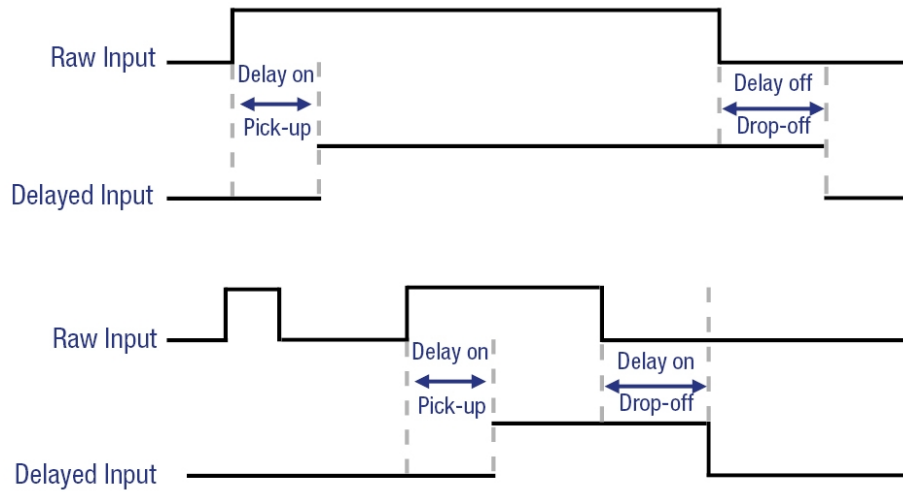 Raw Input
Delay on
Pick-up
Delay off
Drop-off
Delayed Input
Raw Input
Delay on
Pick-up
Delay on
Drop-off
Delayed Input